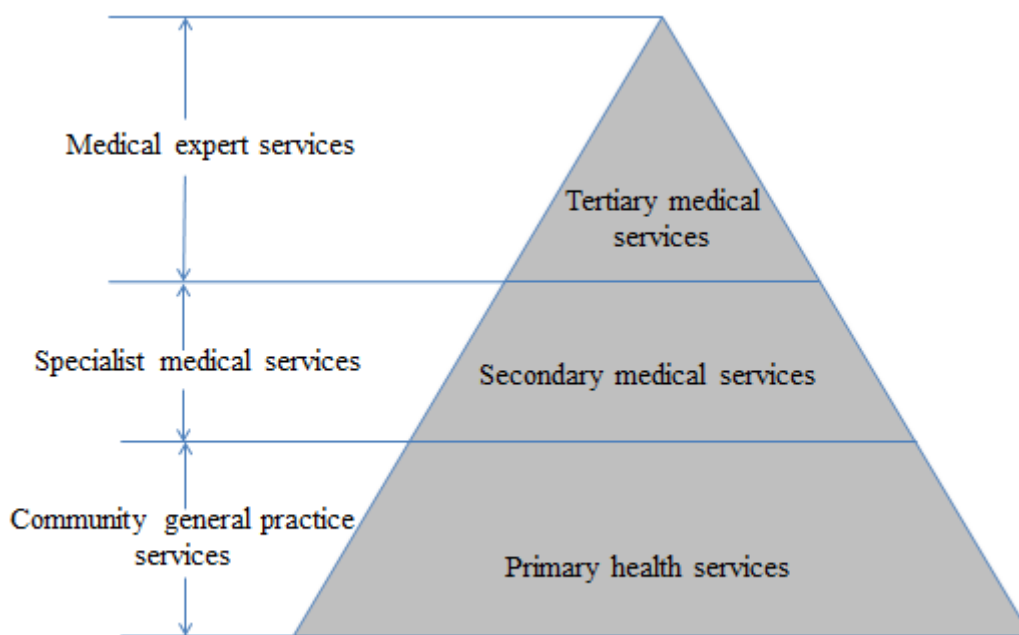 Medical expert services
Tertiary medical
services
Specialist medical services
Secondary medical services
Community general practice
services
Primary health services